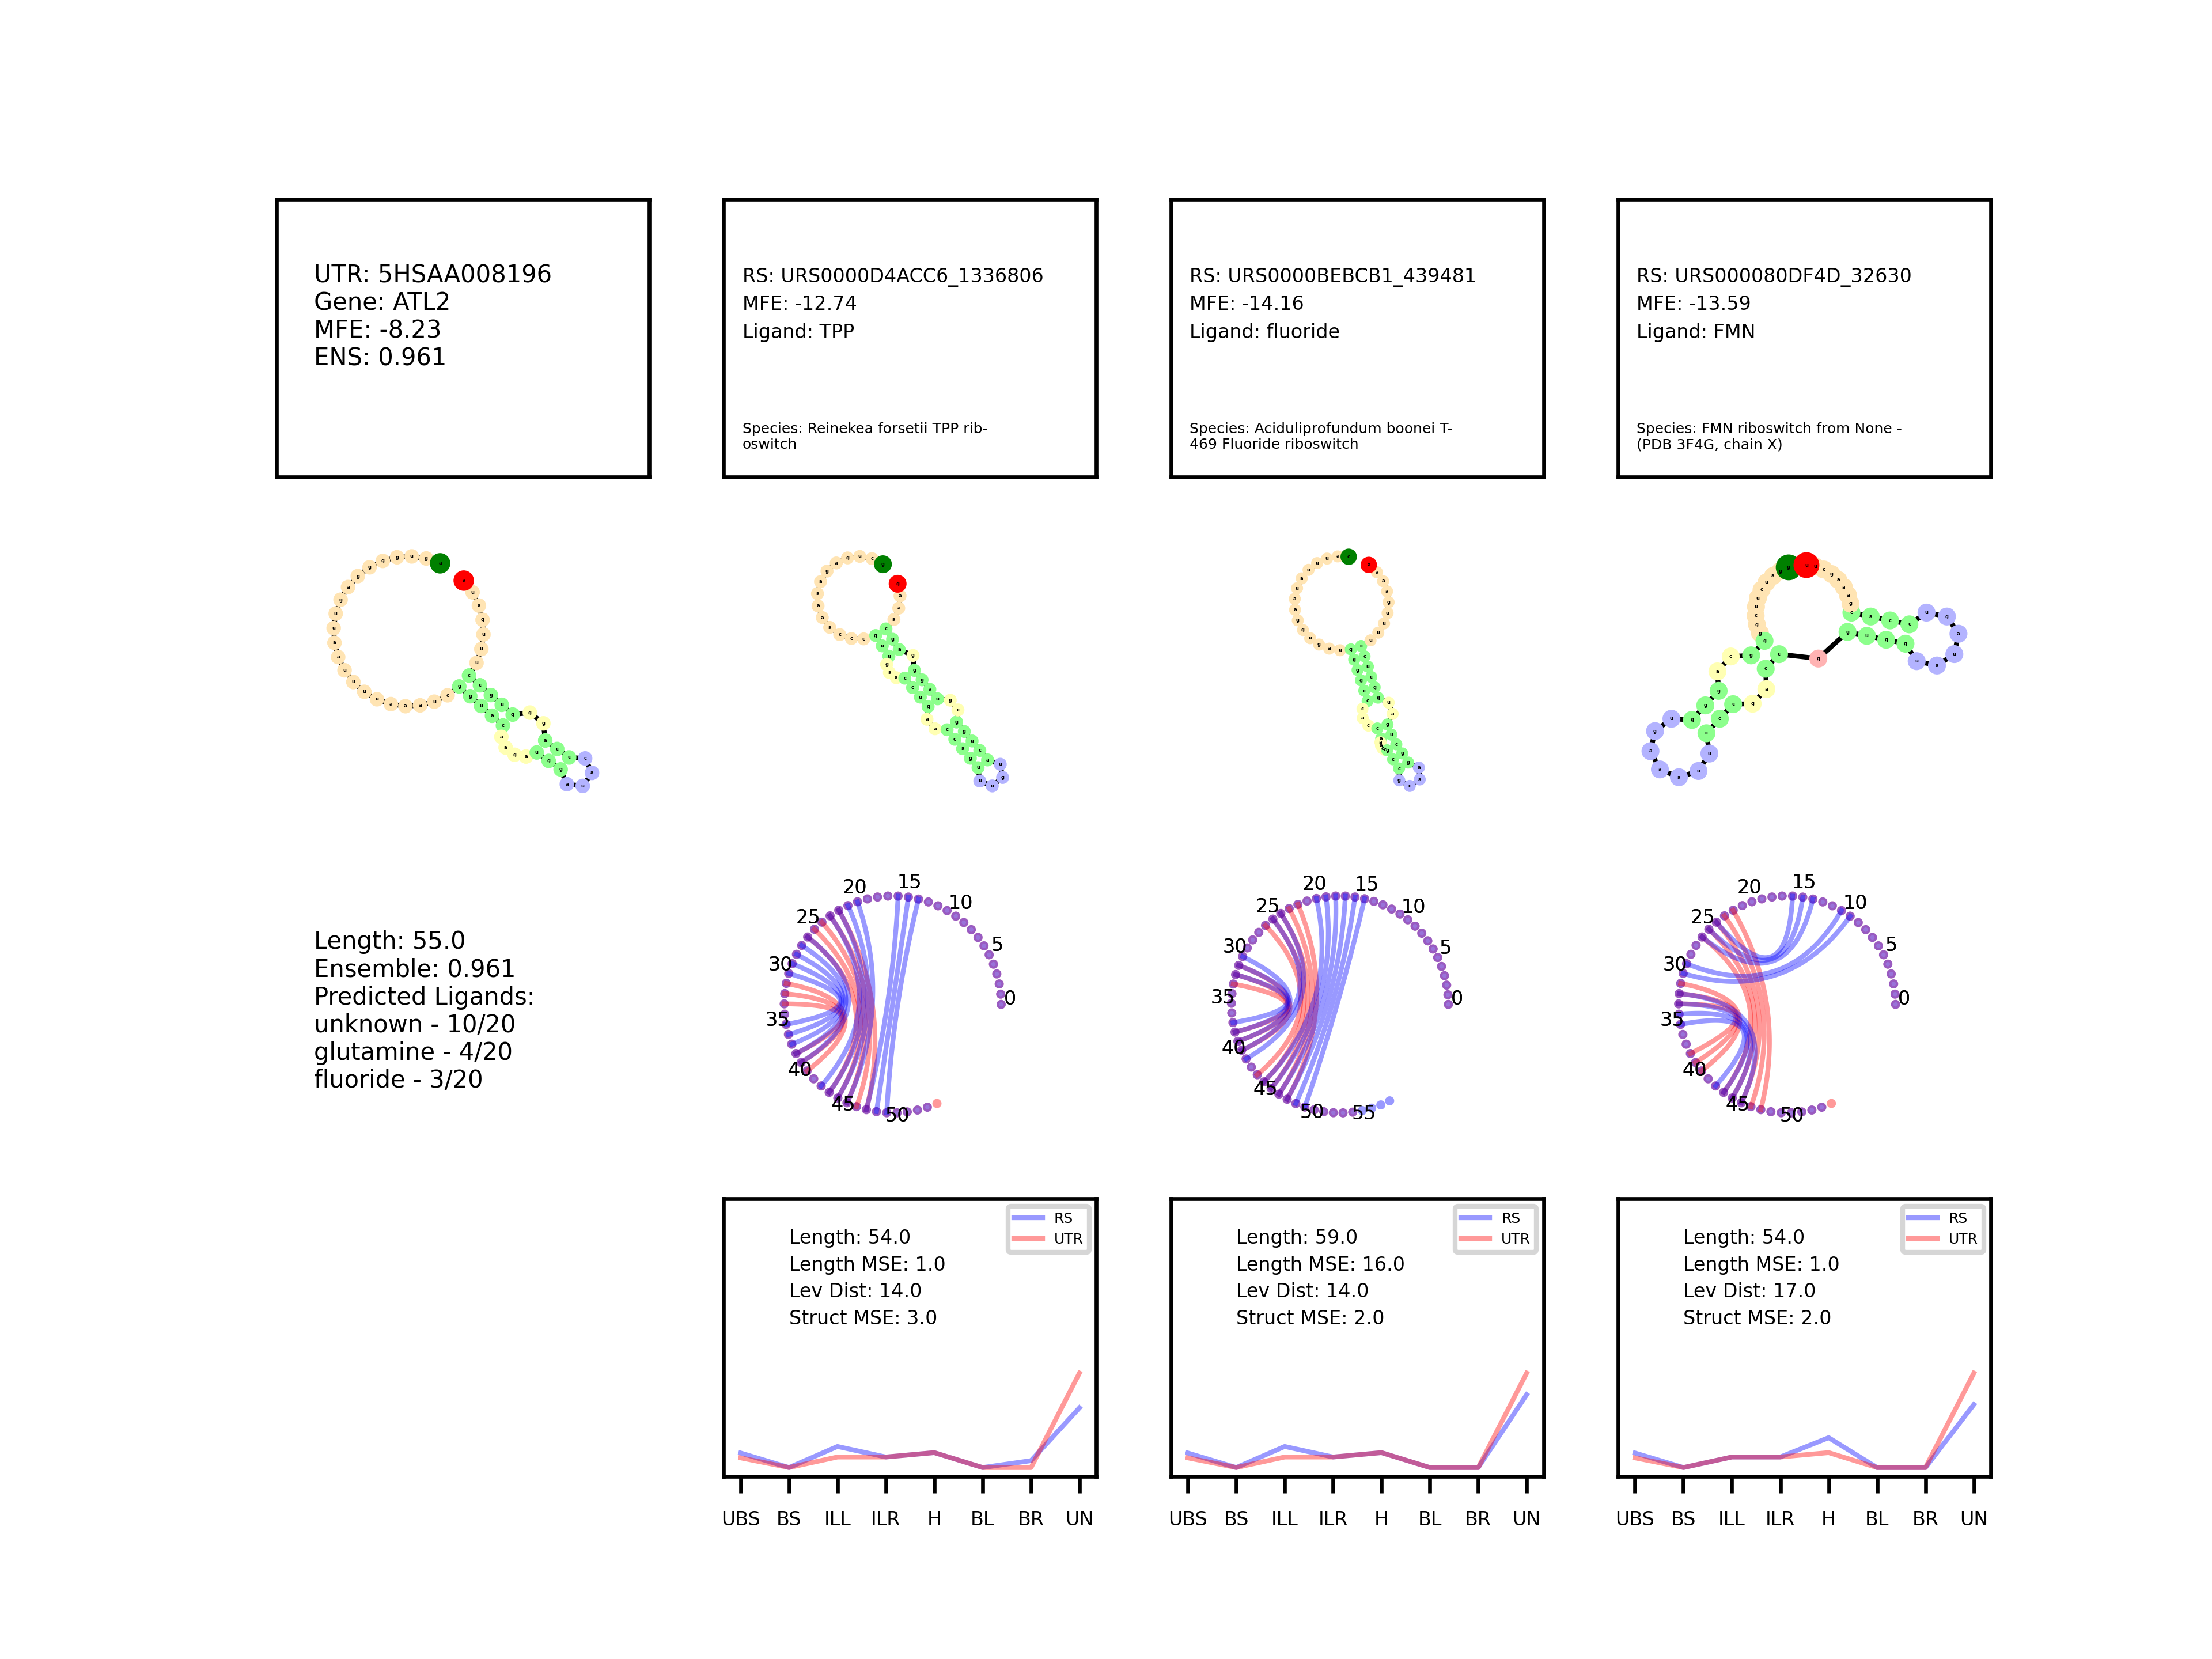 UTR: 5HSAA008196
Gene: ATL2
MFE: -8.23
ENS: 0.961
RS: URS0000D4ACC6_1336806
MFE: -12.74
Ligand: TPP
Species: Reinekea forsetii TPP rib-
oswitch
RS: URS0000BEBCB1_439481
MFE: -14.16
Ligand: fluoride
Species: Aciduliprofundum boonei T-
469 Fluoride riboswitch
RS: URS000080DF4D_32630
MFE: -13.59
Ligand: FMN
Species: FMN riboswitch from None -
(PDB 3F4G, chain X)
Length: 55.0
Ensemble: 0.961
Predicted Ligands:
unknown - 10/20
glutamine - 4/20
fluoride - 3/20
0
5
10
15
20
25
30
35
40
45
50
0
5
10
15
20
25
30
35
40
45
50
55
0
5
10
15
20
25
30
35
40
45
50
RS
UTR
Length: 54.0
Length MSE: 1.0
Lev Dist: 14.0
Struct MSE: 3.0
UBS BS ILL ILR H BL BR UN
RS
UTR
Length: 59.0
Length MSE: 16.0
Lev Dist: 14.0
Struct MSE: 2.0
UBS BS ILL ILR H BL BR UN
RS
UTR
Length: 54.0
Length MSE: 1.0
Lev Dist: 17.0
Struct MSE: 2.0
UBS BS ILL ILR H BL BR UN